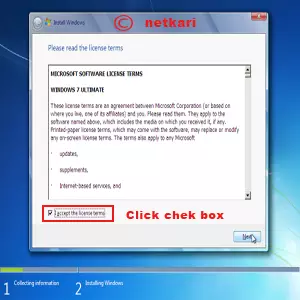 Install Windows
© netkari
Please read the license terms
MICROSOFT SOFTWARE LICENSE TERMS
WINDOWS 7 ULTIMATE
These license terms are an agreement between Microsoft Corporation (or based on
where you live, one of its affiliates) and you. Please read them. They apply to the
software named above, which includes the media on which you received it, if any.
Printed-paper license terms, which may come with the software, may replace or modify
any on-screen license terms. The terms also apply to any Microsoft
· updates,
· supplements,
· Internet-based services, and
I accept the license terms
Click chek box
Next
1 Collecting information
2 Installing Windows